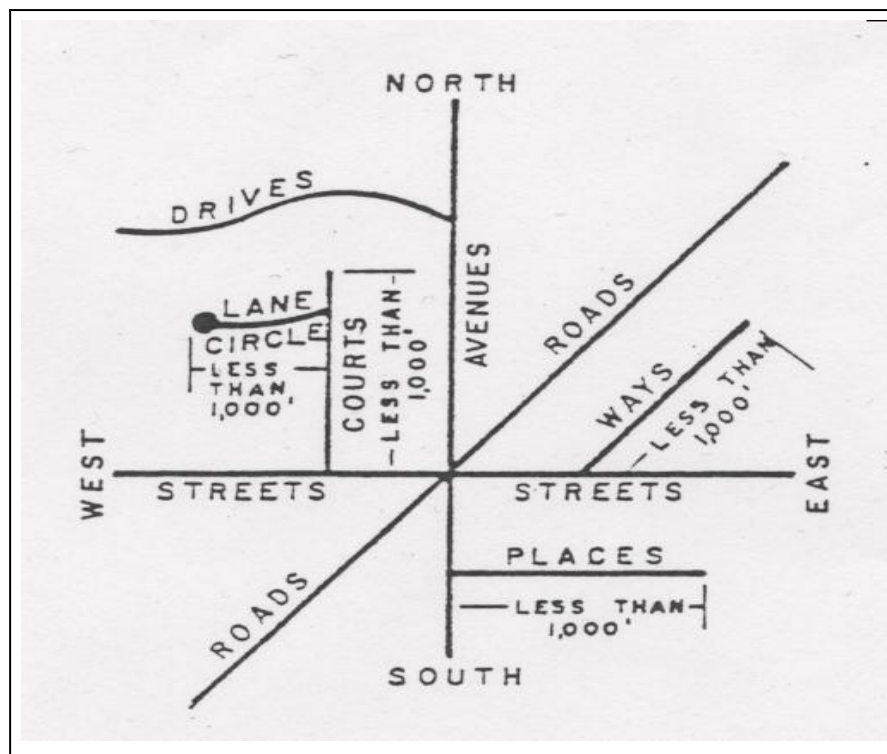 NORTH
DRIVES
AVENUES
ROADS
LANE
CIRCLE
LESS
THAN
1,000'
COURTS
LESS THAN
1,000'
WAYS
LESS THAN
1,000'
WEST
STREETS
STREETS
EAST
PLACES
LESS THAN
1,000'
ROADS
SOUTH